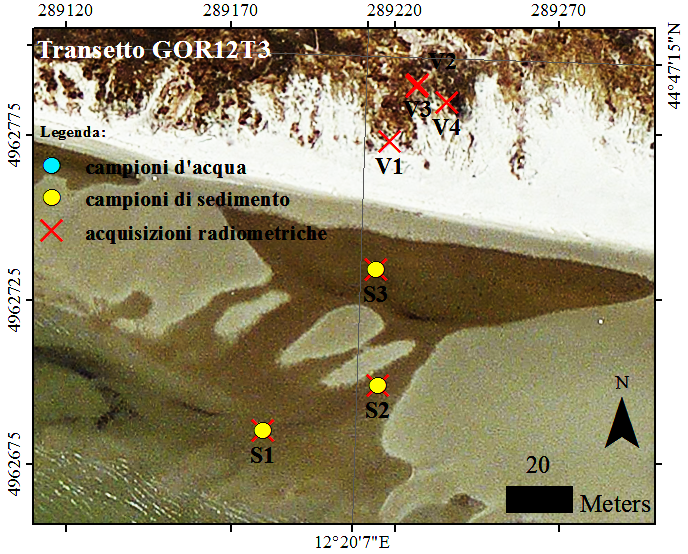 289120 289170 289220 289270
Transetto GOR12T3
44°47'15"N
V2
V3
V4
4962775
Legenda:
V1
campioni d'acqua
campioni di sedimento
acquisizioni radiometriche
S3
4962725
N
S2
S1
4962675
20
Meters
12°20'7"E